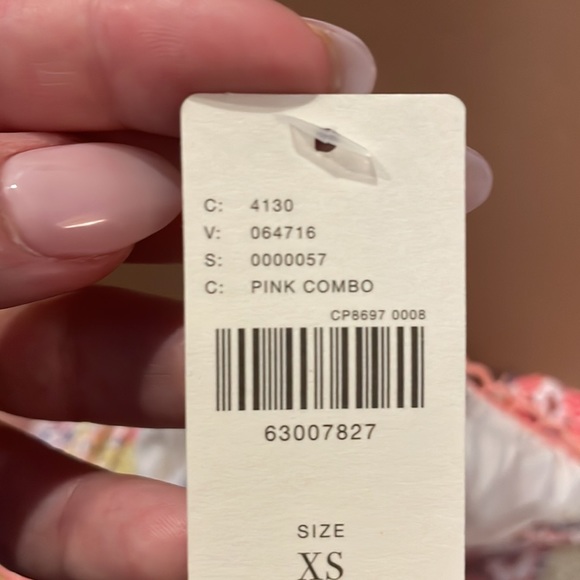 C: 4130
V: 064716
S: 0000057
C: PINK COMBO
CP8697 0008
63007827
SIZE
XS